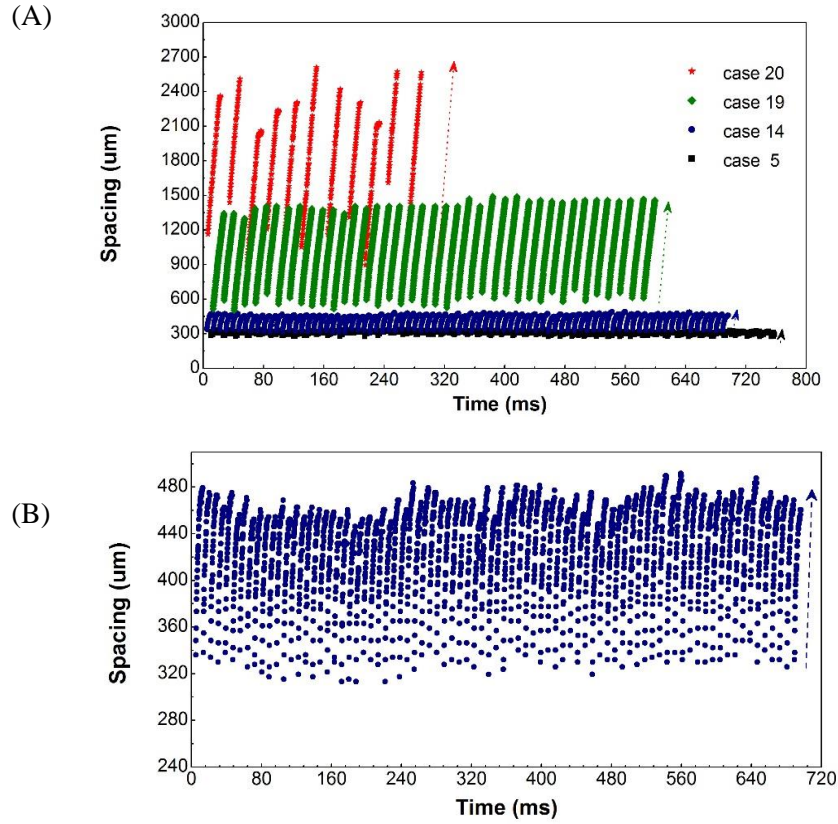 (A)
3000
2700
2400
2100
1800
1500
1200
900
600
300
0
Spacing (um)
case 20
case 19
case 14
case 5
0 80 160 240 320 400 480 560 640 720 800
Time (ms)
(B)
480
440
400
360
320
280
240
Spacing (um)
0 80 160 240 320 400 480 560 640 720
Time (ms)